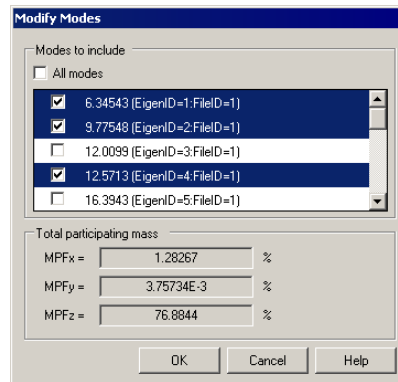 Modify Modes
Modes to include
All modes
6.34543 (EigenID=1:FileID=1)
9.77548 (EigenID=2:FileID=1)
12.0099 (EigenID=3:FileID=1)
12.5713 (EigenID=4:FileID=1)
16.3943 (EigenID=5:FileID=1)
Total participating mass
MPFx = 1.28267 %
MPFy = 3.75734E-3 %
MPFz = 76.8844 %
OK Cancel Help